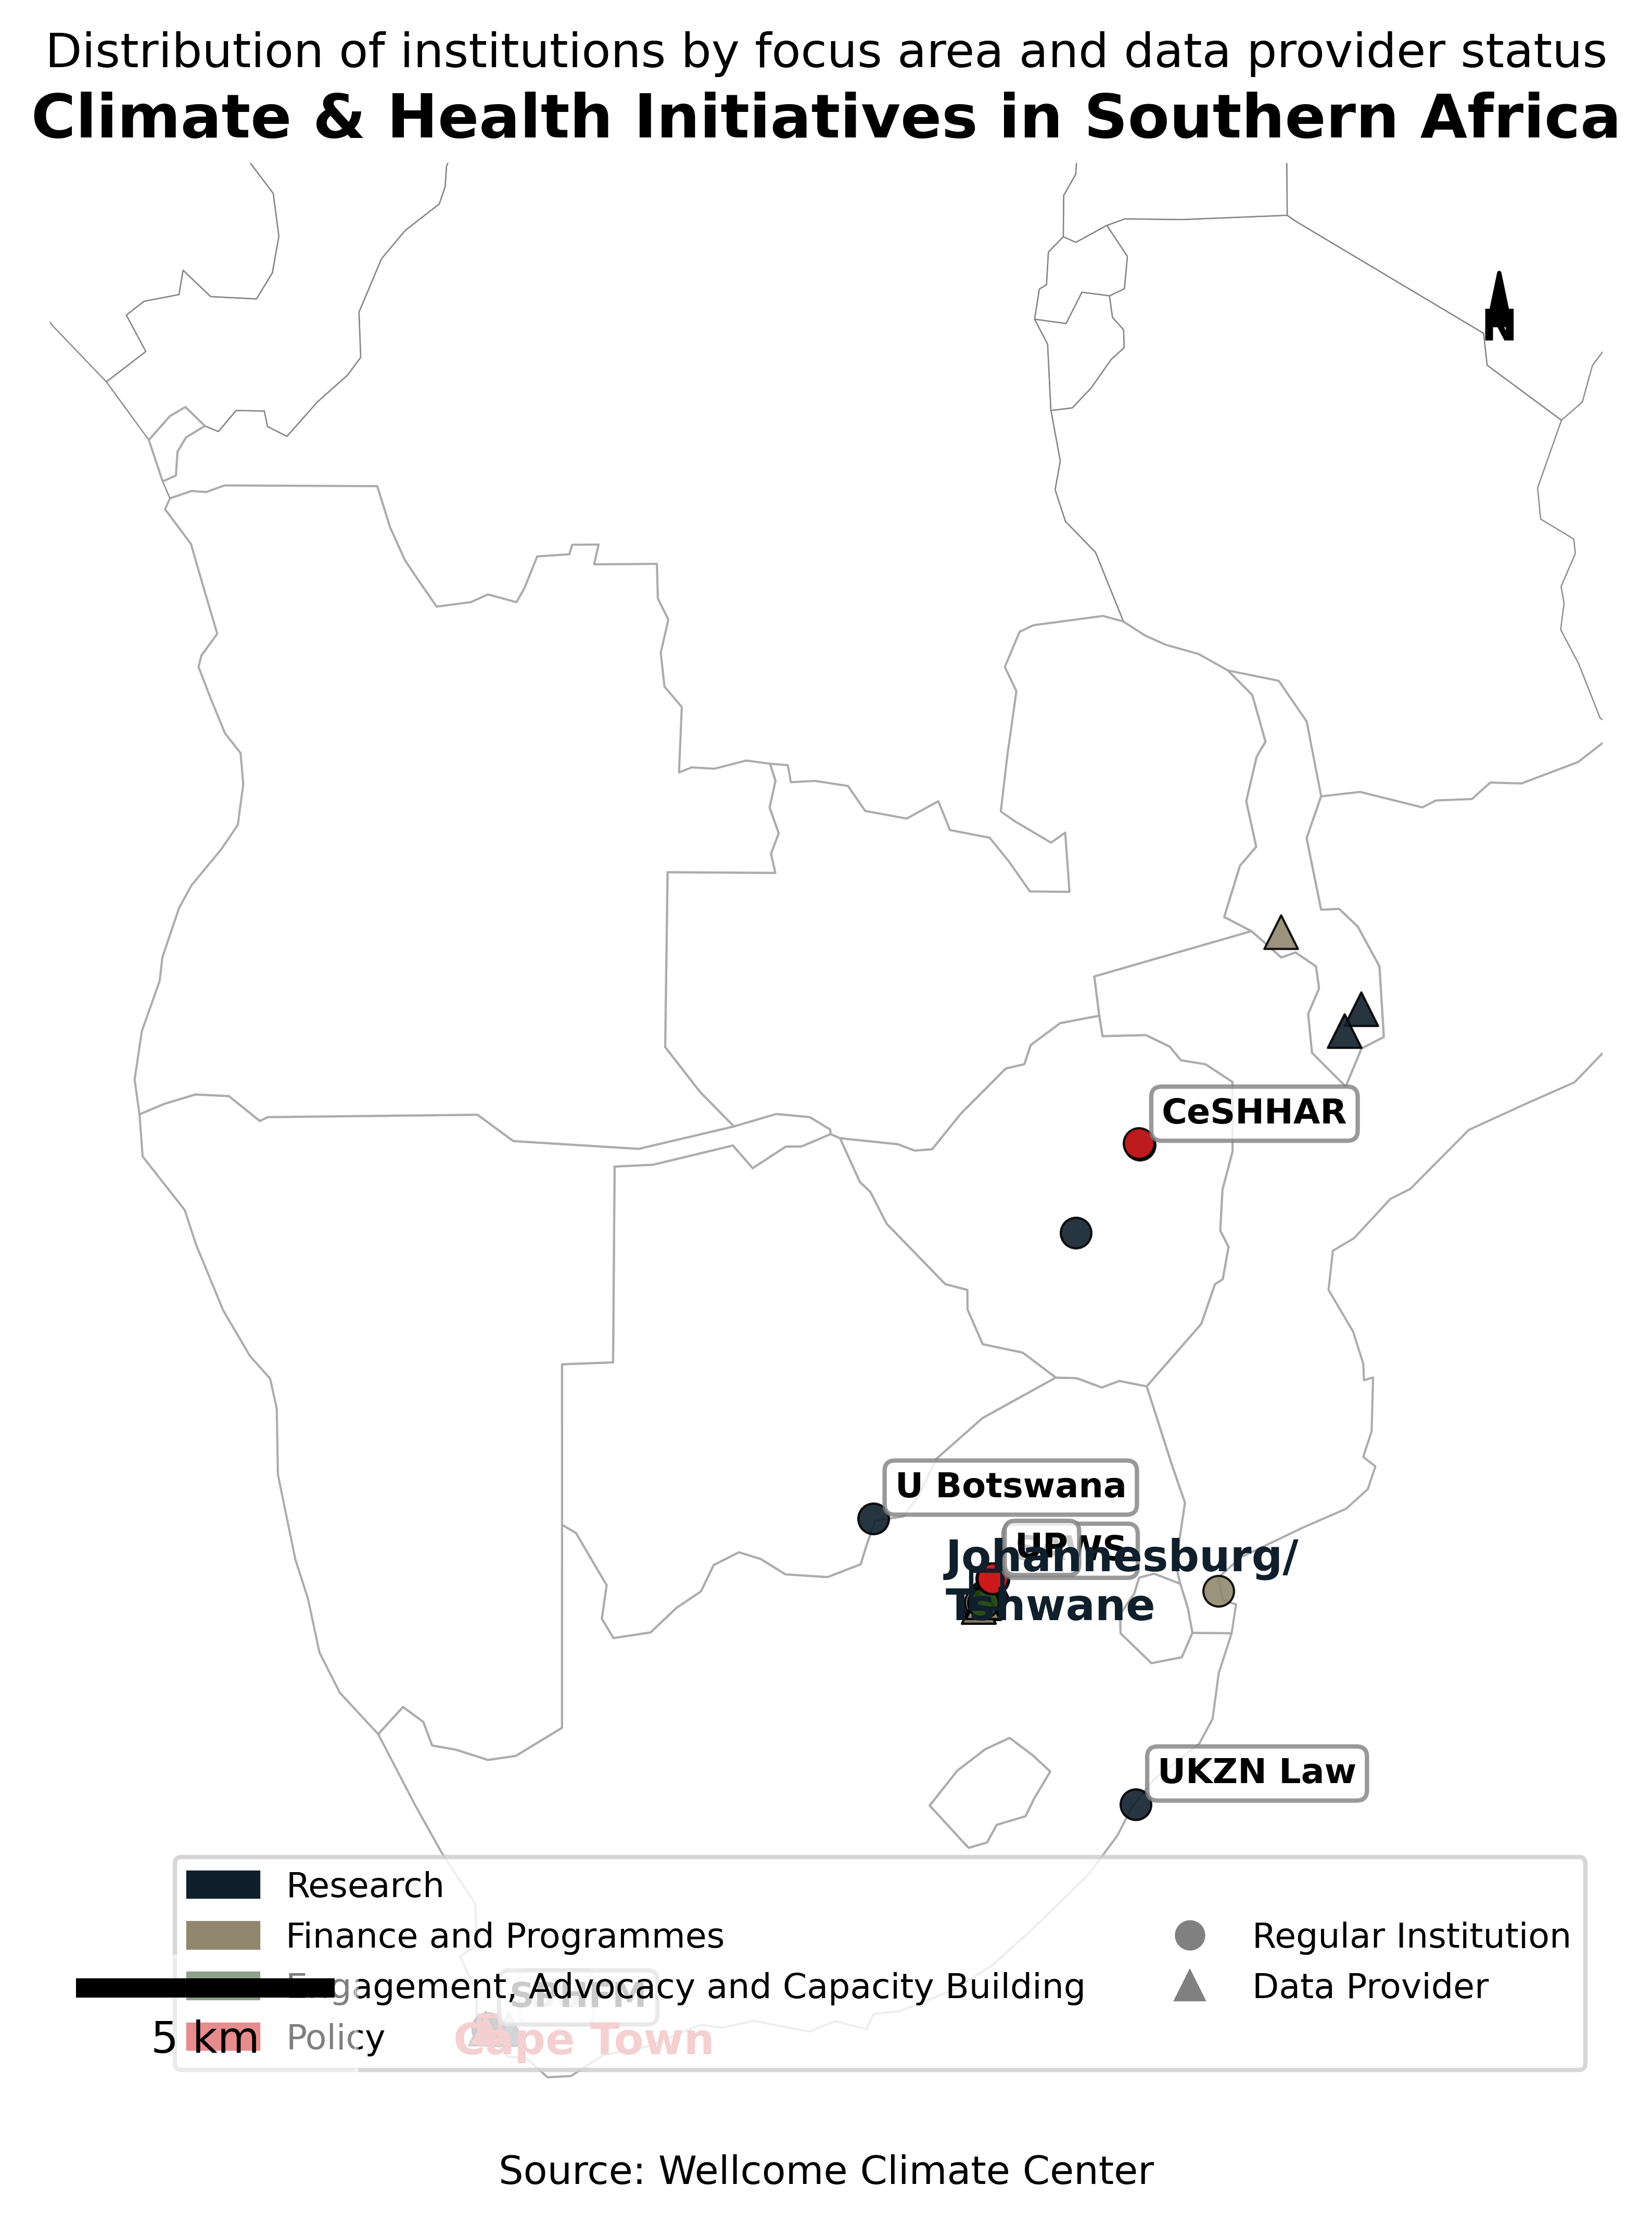 Distribution of institutions by focus area and data provider status
Climate & Health Initiatives in Southern Africa
N
CeSHHAR
U Botswana
UP
Johannesburg/
Tshwane
UKZN Law
Research
Finance and Programmes
Engagement, Advocacy and Capacity Building
Policy
Regular Institution
Data Provider
SPHFM
Cape Town
5 km
Source: Wellcome Climate Center